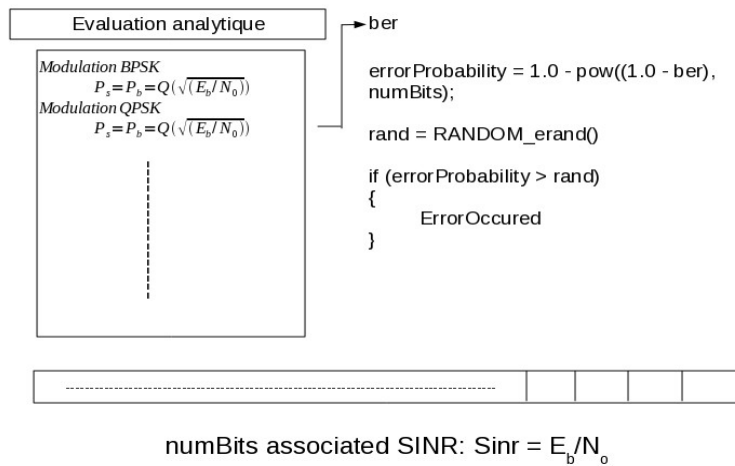 Evaluation analytique
Modulation BPSK
P_s=P_b=Q(√(E_b/N_0))
Modulation QPSK
P_s=P_b=Q(√(E_b/N_0))
ber
errorProbability = 1.0 - pow((1.0 - ber),
numBits);
rand = RANDOM_erand()
if (errorProbability > rand)
{
ErrorOccured
}
numBits associated SINR: Sinr = E_b/N_o